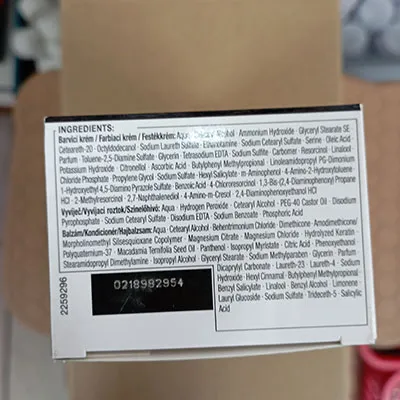 INGREDIENTS:
Barvicí krém / Farbiaci krém / Festékkrém: Aqua · Cetearyl Alcohol · Ammonium Hydroxide · Glyceryl Stearate SE
Ceteareth-20 · Octyldodecanol · Sodium Laureth Sulfate · Ethanolamine · Sodium Cetearyl Sulfate · Serine · Oleic Acid
Parfum · Toluene-2,5-Diamine Sulfate · Glycerin · Tetrasodium EDTA · Sodium Sulfite · Carbomer · Resorcinol · Linalool
Potassium Hydroxide · Citronellol · Ascorbic Acid · Butylphenyl Methylpropional · Linoleamidopropyl PG-Dimonium
Chloride Phosphate · Propylene Glycol · Sodium Sulfate · Hexyl Salicylate · m-Aminophenol · 4-Amino-2-Hydroxytoluene
1-Hydroxyethyl 4,5-Diamino Pyrazole Sulfate · Benzoic Acid · 4-Chlororesorcinol · 1,3-Bis-(2,4-Diaminophenoxy) Propane
HCl · 2-Methylresorcinol · 2,7-Naphthalenediol · 4-Amino-m-Cresol · 2,4-Diaminophenoxyethanol HCl
Vyvíječ/Vyvíjací roztok/Színelőhívó: Aqua · Hydrogen Peroxide · Cetearyl Alcohol · PEG-40 Castor Oil · Disodium
Pyrophosphate · Sodium Cetearyl Sulfate · Disodium EDTA · Sodium Benzoate · Phosphoric Acid
Balzám/Kondicionér/Hajbalzsam: Aqua · Cetearyl Alcohol · Behentrimonium Chloride · Dimethicone · Amodimethicone/
Morpholinomethyl Silsesquioxane Copolymer · Magnesium Citrate · Magnesium Chloride · Hydrolyzed Keratin
Polyquaternium-37 · Macadamia Ternifolia Seed Oil · Panthenol · Isopropyl Myristate · Citric Acid · Phenoxyethanol
Stearamidopropyl Dimethylamine · Isopropyl Alcohol · Glyceryl Stearate · Sodium Methylparaben · Glycerin · Parfum
Dicaprylyl Carbonate · Laureth-23 · Laureth-4 · Sodium
Hydroxide · Hexyl Cinnamal · Butylphenyl Methylpropional
Benzyl Salicylate · Linalool · Benzyl Alcohol · Limonene
Lauryl Glucoside · Sodium Sulfate · Trideceth-5 · Salicylic
Acid
0218982954
2259296